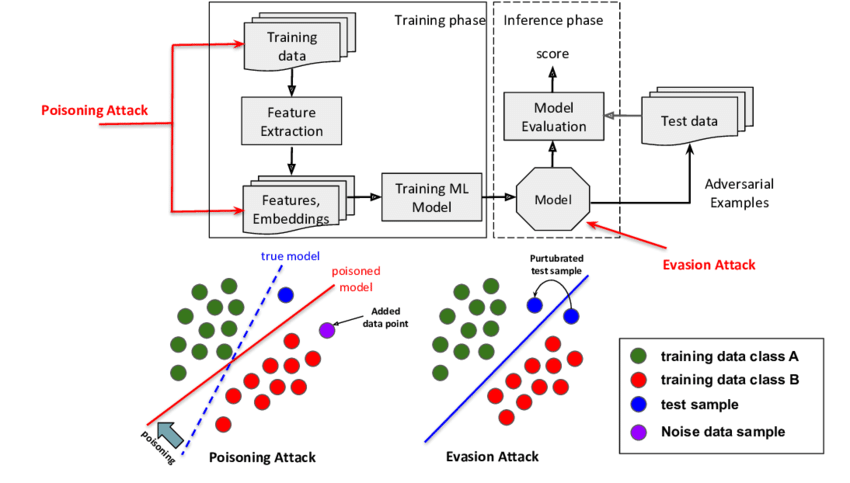 Training phase
Inference phase
Training
data
score
Poisoning Attack
Feature
Extraction
Model
Evaluation
Test data
Features,
Embeddings
Training ML
Model
Model
Adversarial
Examples
Evasion Attack
true model
poisoned
model
Added
data point
poisoning
Poisoning Attack
Purtubrated
test sample
Evasion Attack
training data class A
training data class B
test sample
Noise data sample